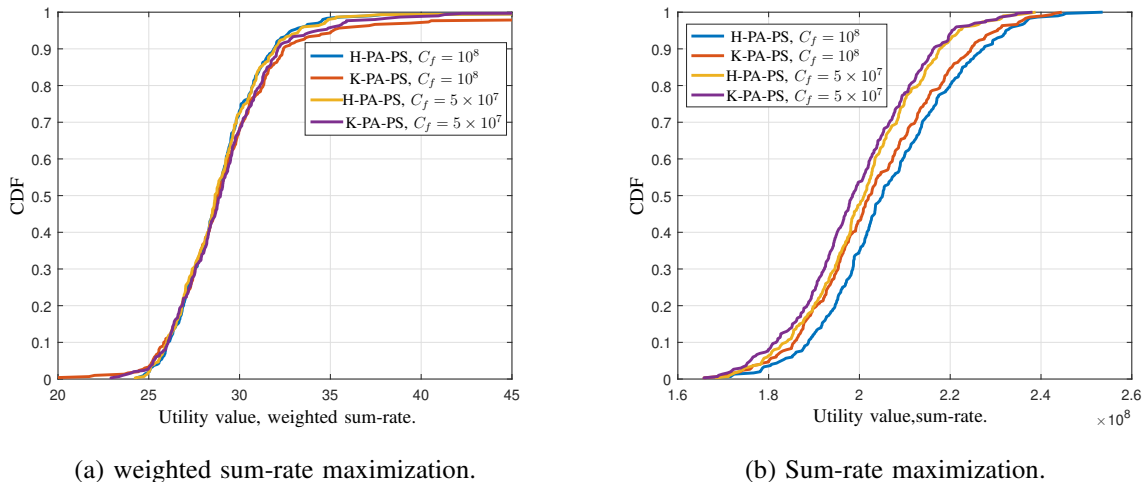 1
0.9
0.8
0.7
0.6
0.5
0.4
0.3
0.2
0.1
0
CDF
H-PA-PS, C_f = 10^8
K-PA-PS, C_f = 10^8
H-PA-PS, C_f = 5 × 10^7
K-PA-PS, C_f = 5 × 10^7
20 25 30 35 40 45
Utility value, weighted sum-rate.
(a) weighted sum-rate maximization.
1
0.9
0.8
0.7
0.6
0.5
0.4
0.3
0.2
0.1
0
CDF
H-PA-PS, C_f = 10^8
K-PA-PS, C_f = 10^8
H-PA-PS, C_f = 5 × 10^7
K-PA-PS, C_f = 5 × 10^7
1.6 1.8 2 2.2 2.4 2.6
×10^8
Utility value,sum-rate.
(b) Sum-rate maximization.